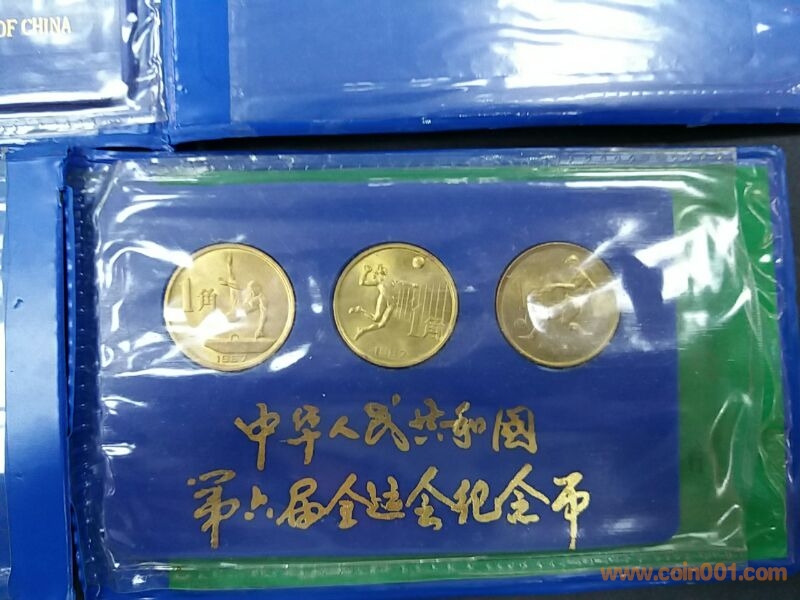 OF CHINA
1角
1987
1角
1987
中华人民共和国
第六届全运会纪念币
www.coin001.com